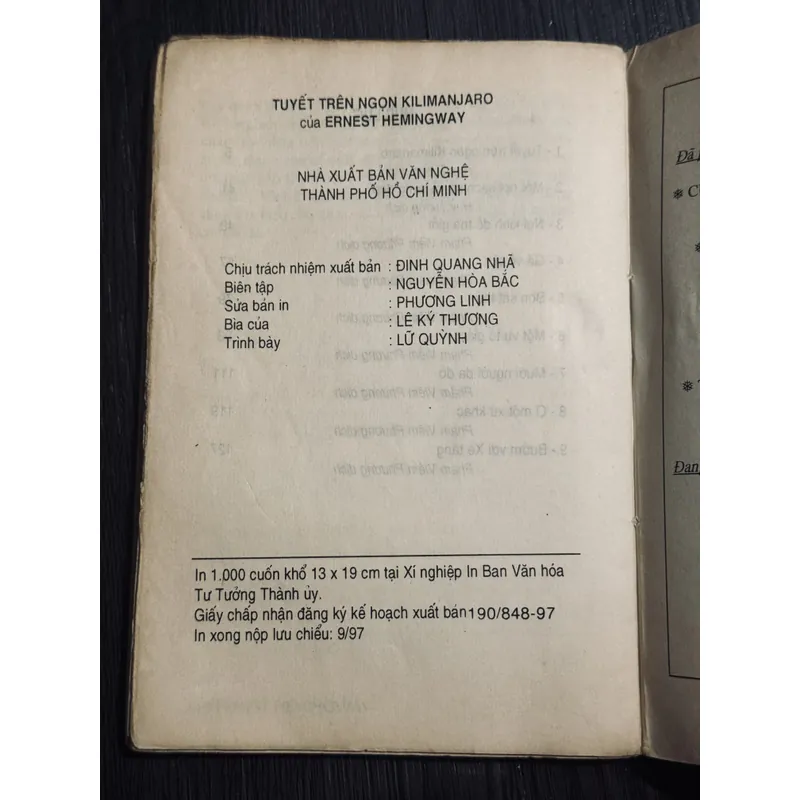 TUYẾT TRÊN NGỌN KILIMANJARO
của ERNEST HEMINGWAY
NHÀ XUẤT BẢN VĂN NGHỆ
THÀNH PHỐ HỒ CHÍ MINH
Chịu trách nhiệm xuất bản : ĐINH QUANG NHÃ
Biên tập : NGUYỄN HÒA BẮC
Sửa bản in : PHƯƠNG LINH
Bìa của : LÊ KÝ THƯƠNG
Trình bày : LỮ QUỲNH
In 1.000 cuốn khổ 13 x 19 cm tại Xí nghiệp In Ban Văn hóa
Tư Tưởng Thành ủy.
Giấy chấp nhận đăng ký kế hoạch xuất bản 190/848-97
In xong nộp lưu chiểu: 9/97
Đã
Đan